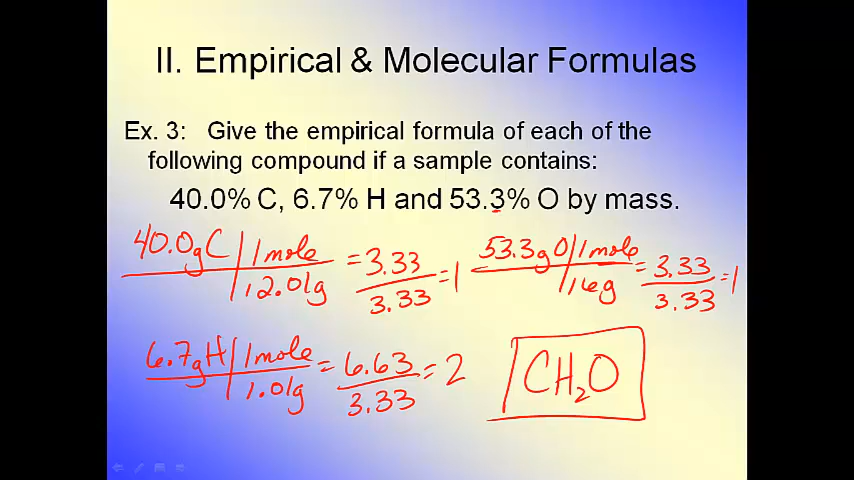 II. Empirical & Molecular Formulas
Ex. 3: Give the empirical formula of each of the
following compound if a sample contains:
40.0% C, 6.7% H and 53.3% O by mass.
40.0g C | 1 mole = 3.33 = 1
12.01g 3.33
53.3g O | 1 mole = 3.33 = 1
16g 3.33
6.7g H | 1 mole = 6.63 = 2
1.01g 3.33
CH₂O